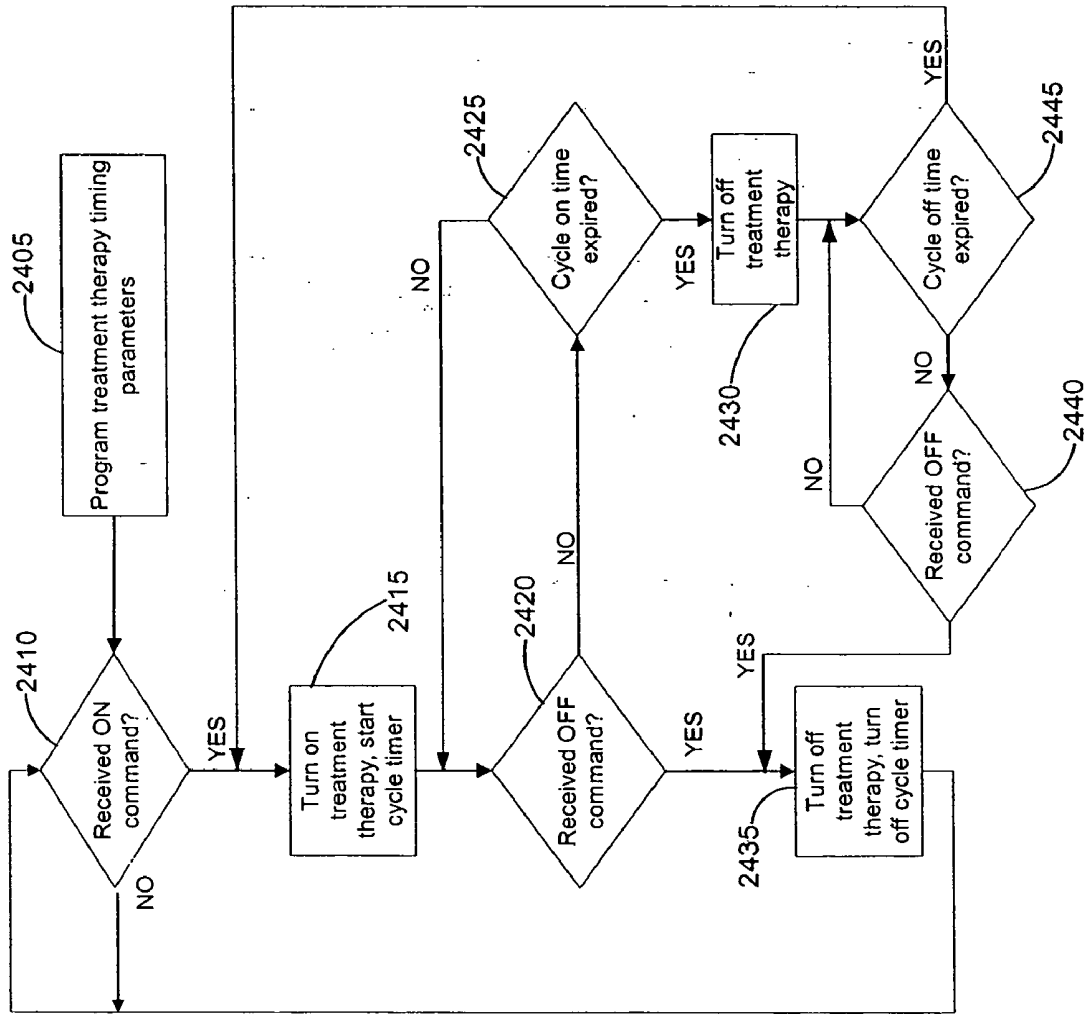 2405
Program treatment therapy timing
parameters
2410
Received ON
command?
NO
YES
2415
Turn on
treatment
therapy, start
cycle timer
2420
Received OFF
command?
NO
YES
2425
Cycle on time
expired?
NO
YES
2430
Turn off
treatment
therapy
2445
Cycle off time
expired?
YES
NO
2440
Received OFF
command?
NO
YES
2435
Turn off
treatment
therapy, turn
off cycle timer